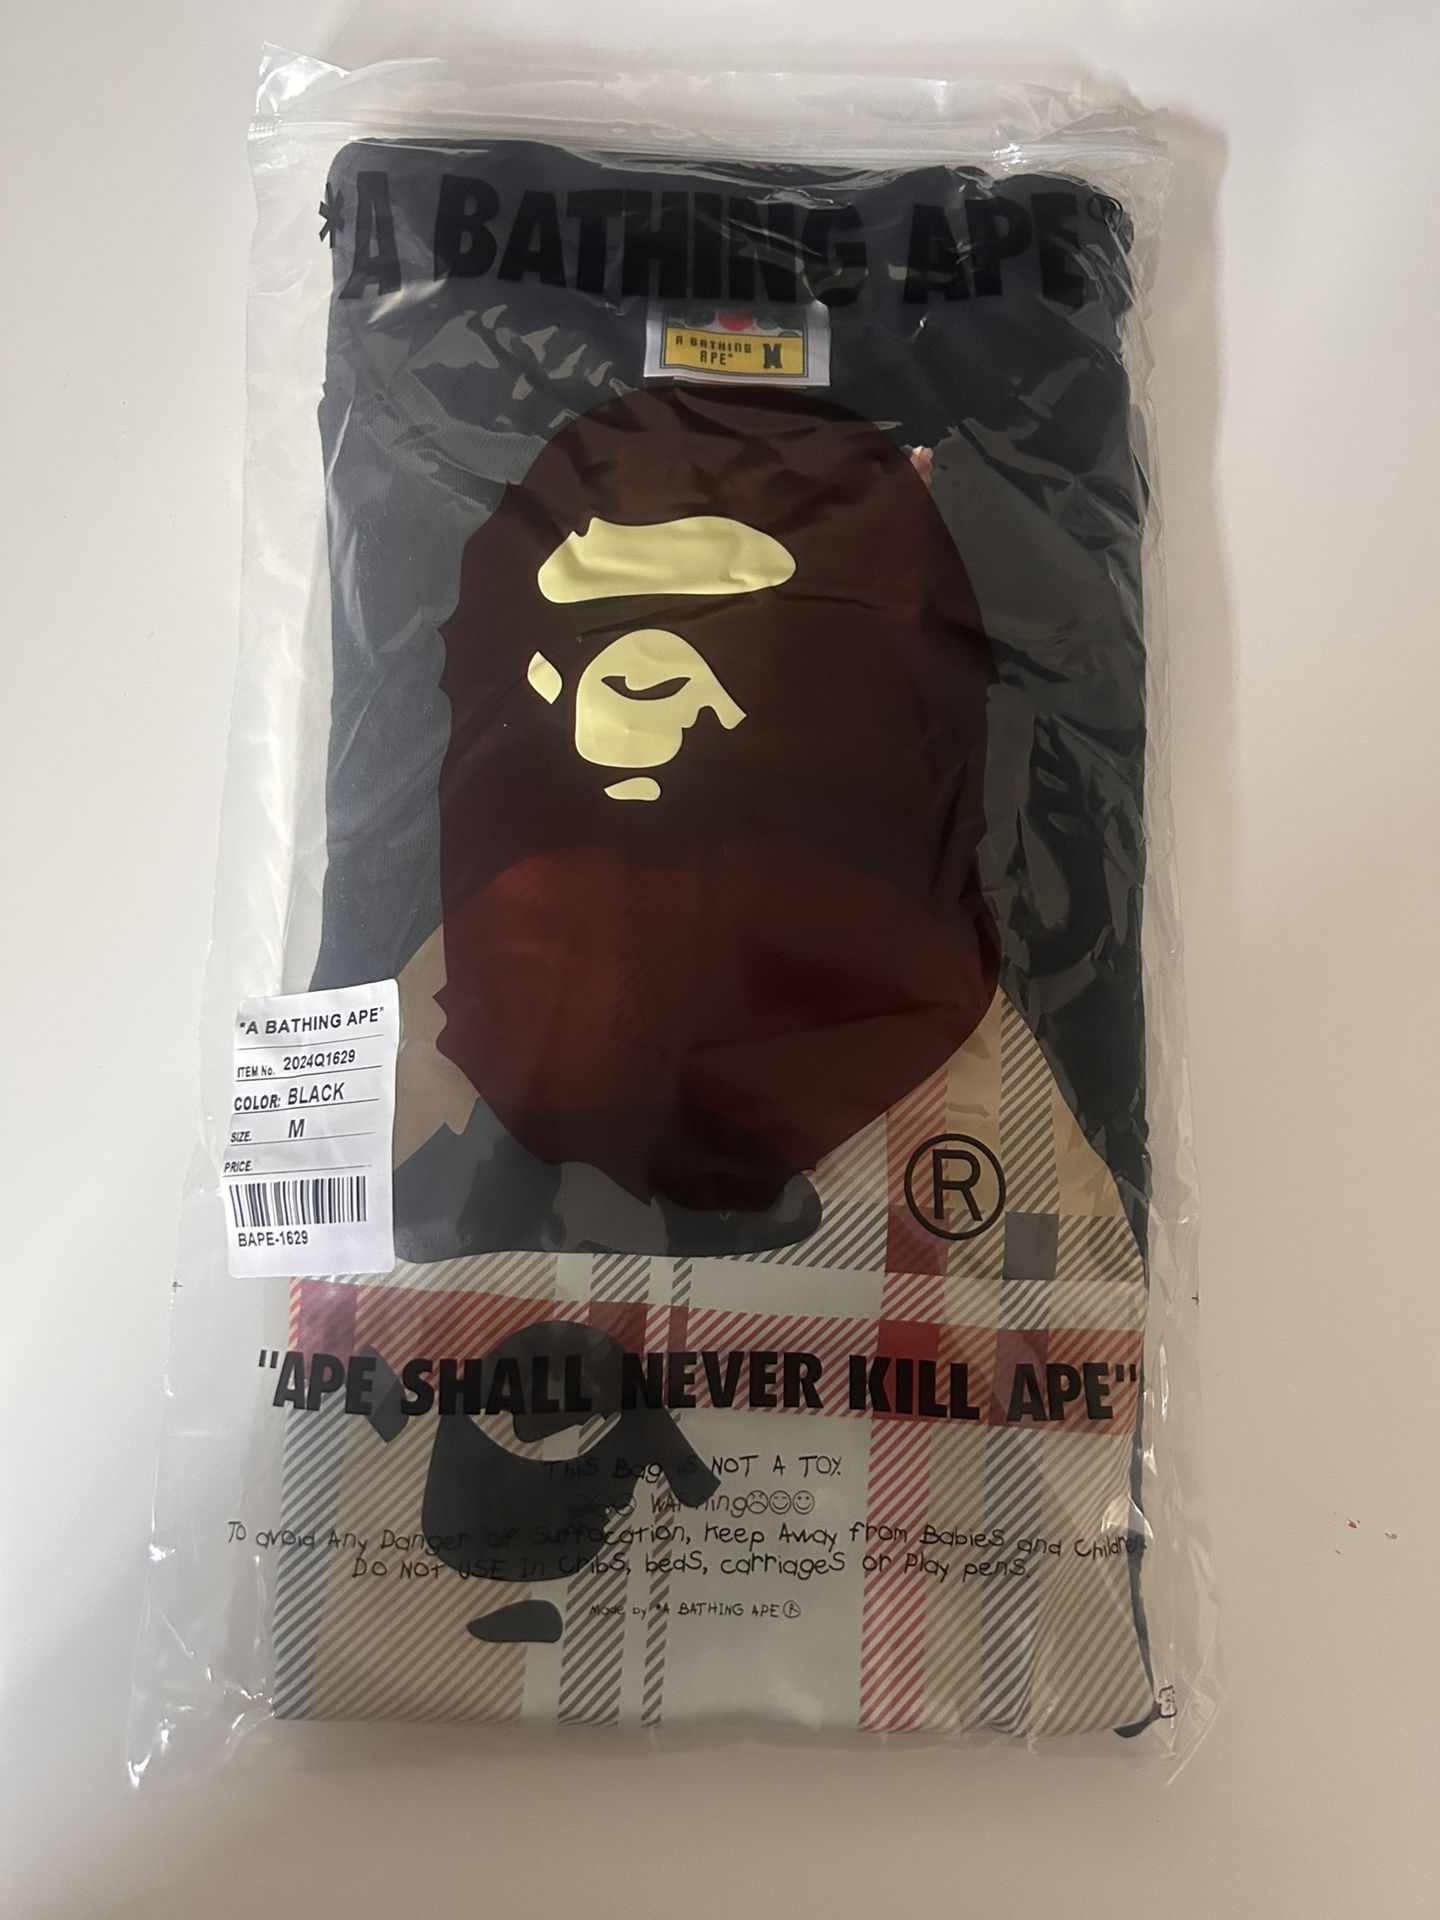 *A BATHING APE®
A BATHING
APE® M
"A BATHING APE"
ITEM No. 2024Q1629
COLOR: BLACK
SIZE. M
PRICE.
BAPE-1629
®
"APE SHALL NEVER KILL APE"
This Bag is NOT A TOY.
WARning
To avoid Any Danger of Suffocation, Keep Away from Babies and Children.
DO NOT USE In Cribs, beds, carriages or Play pens.
Made by *A BATHING APE®